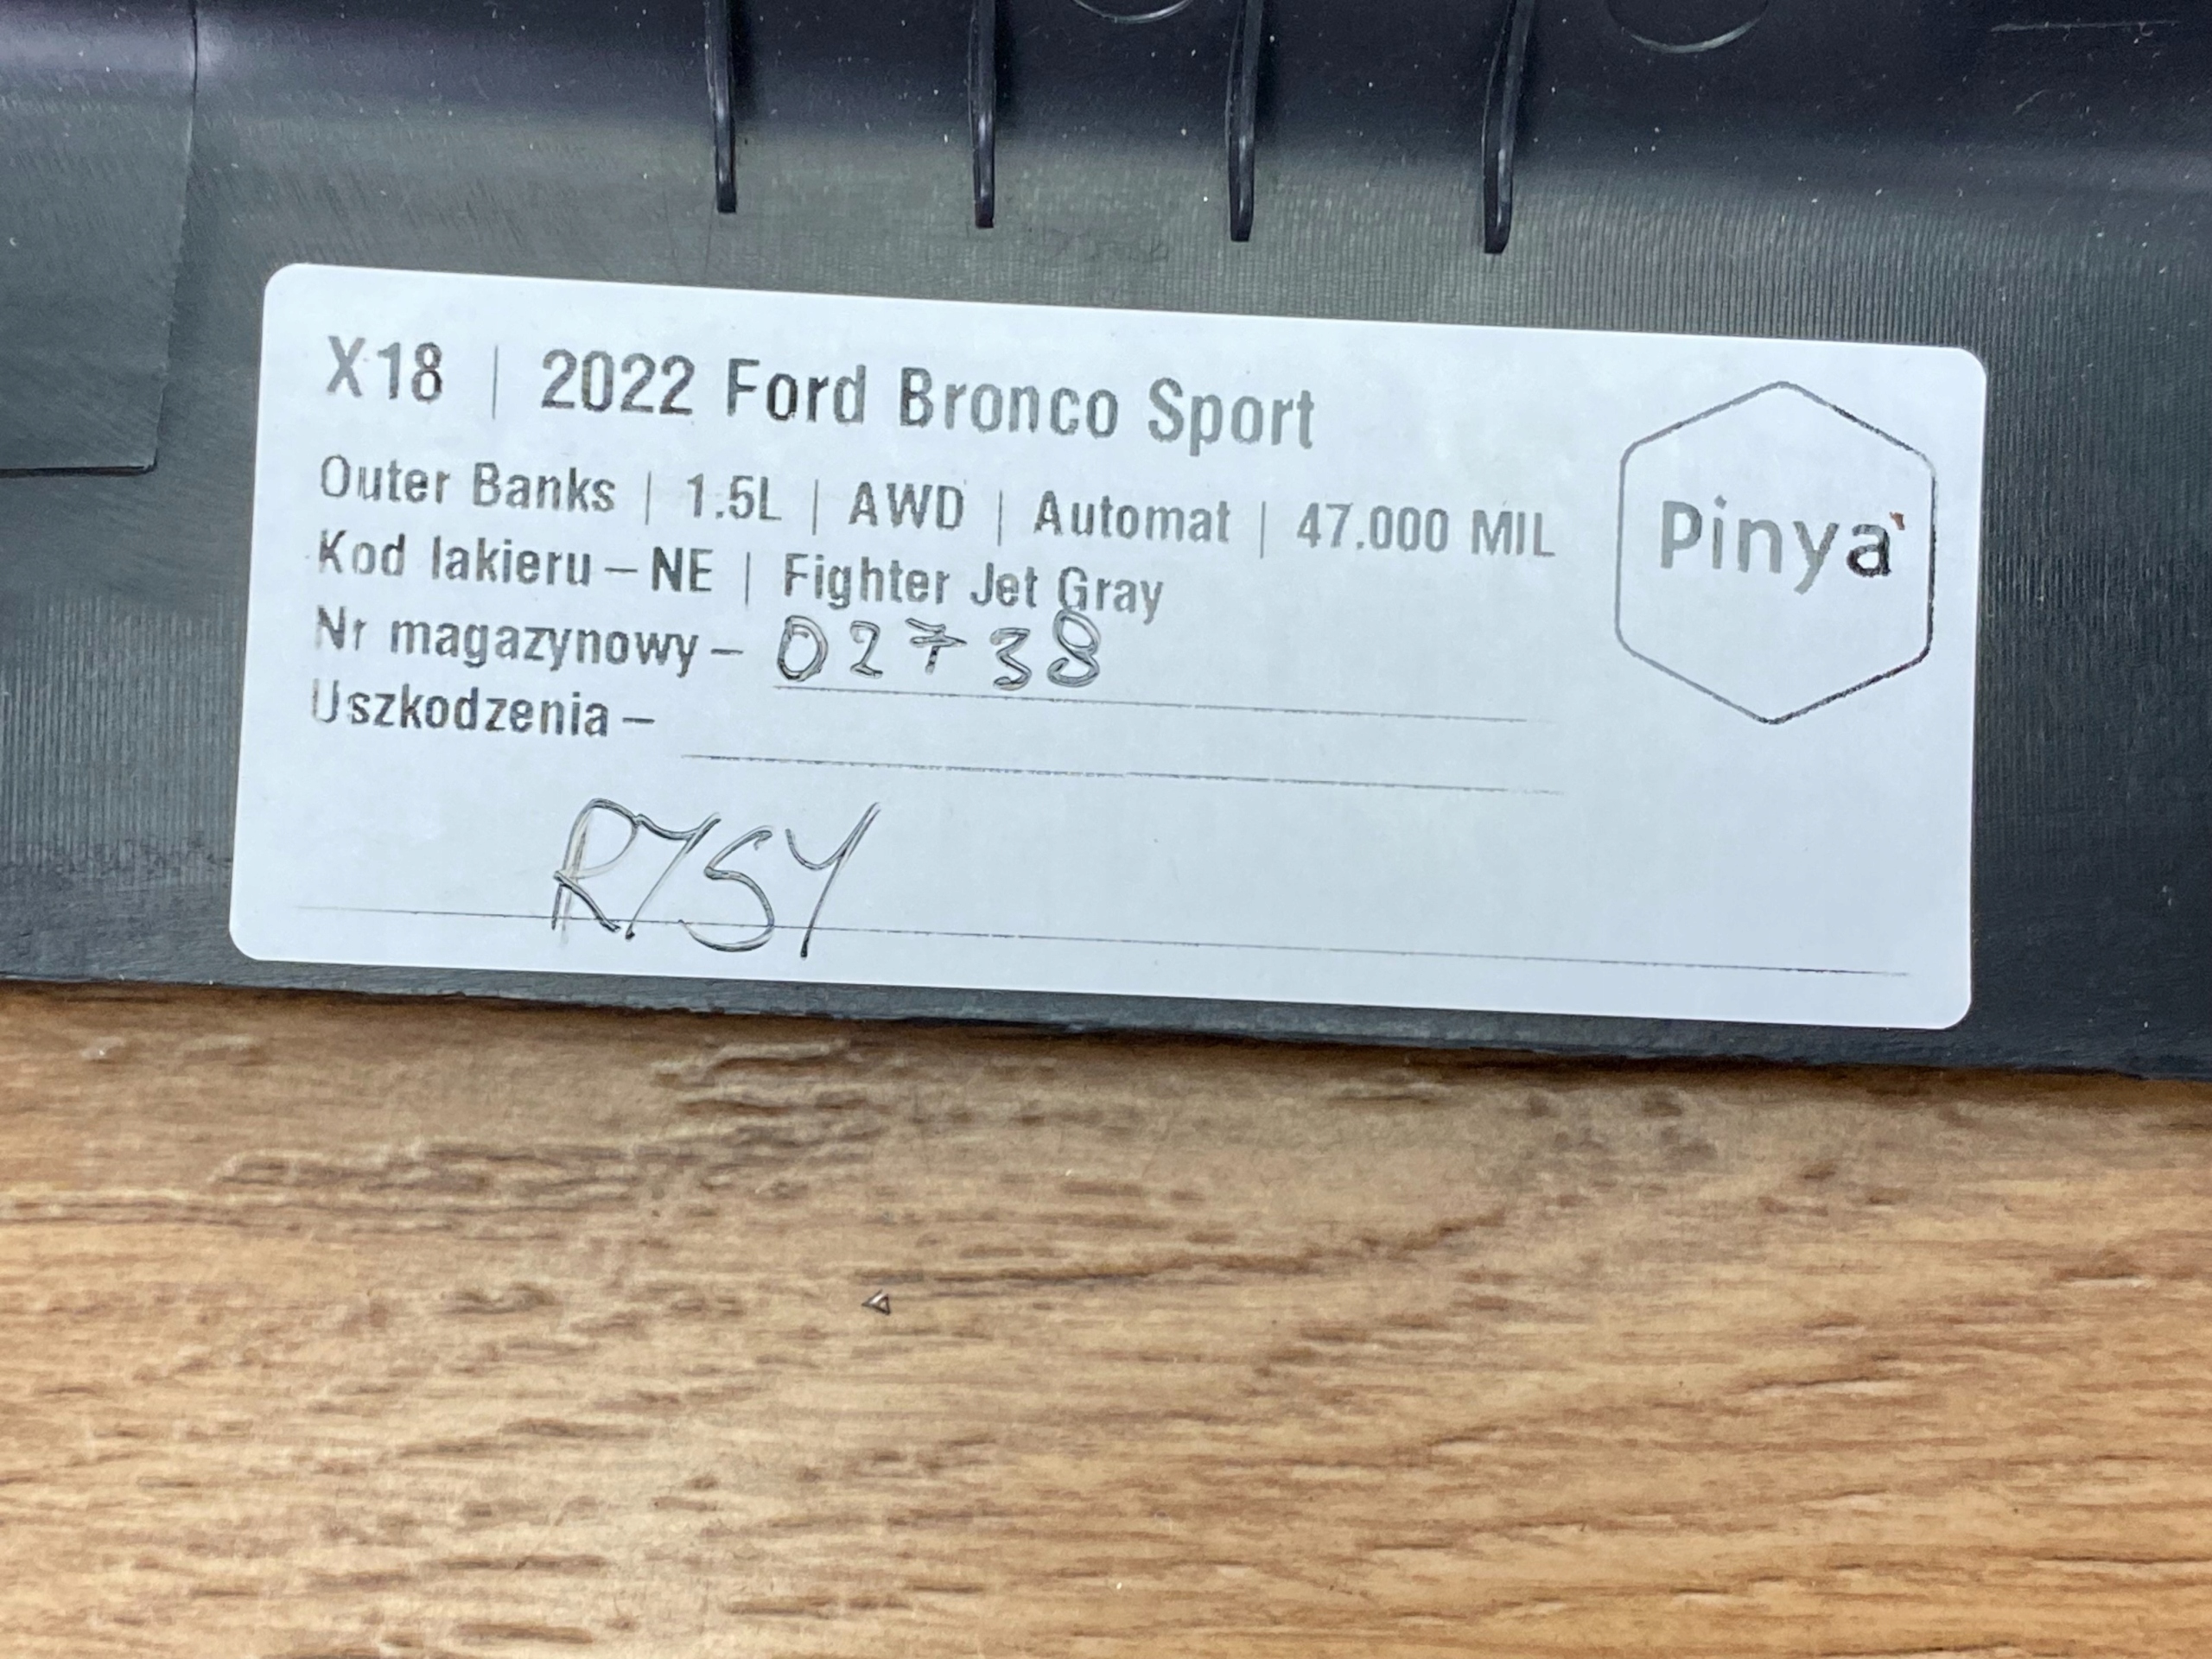 X18 | 2022 Ford Bronco Sport
Outer Banks | 1.5L | AWD | Automat | 47.000 MIL
Kod lakieru – NE | Fighter Jet Gray
Nr magazynowy – 02738
Uszkodzenia –
RYSY
Pinya